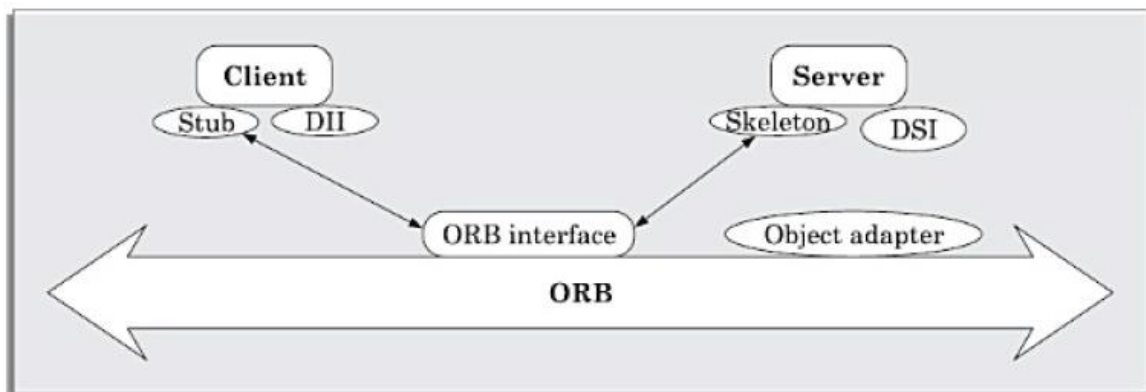 Client
Server
Stub
DII
Skeleton
DSI
ORB interface
Object adapter
ORB